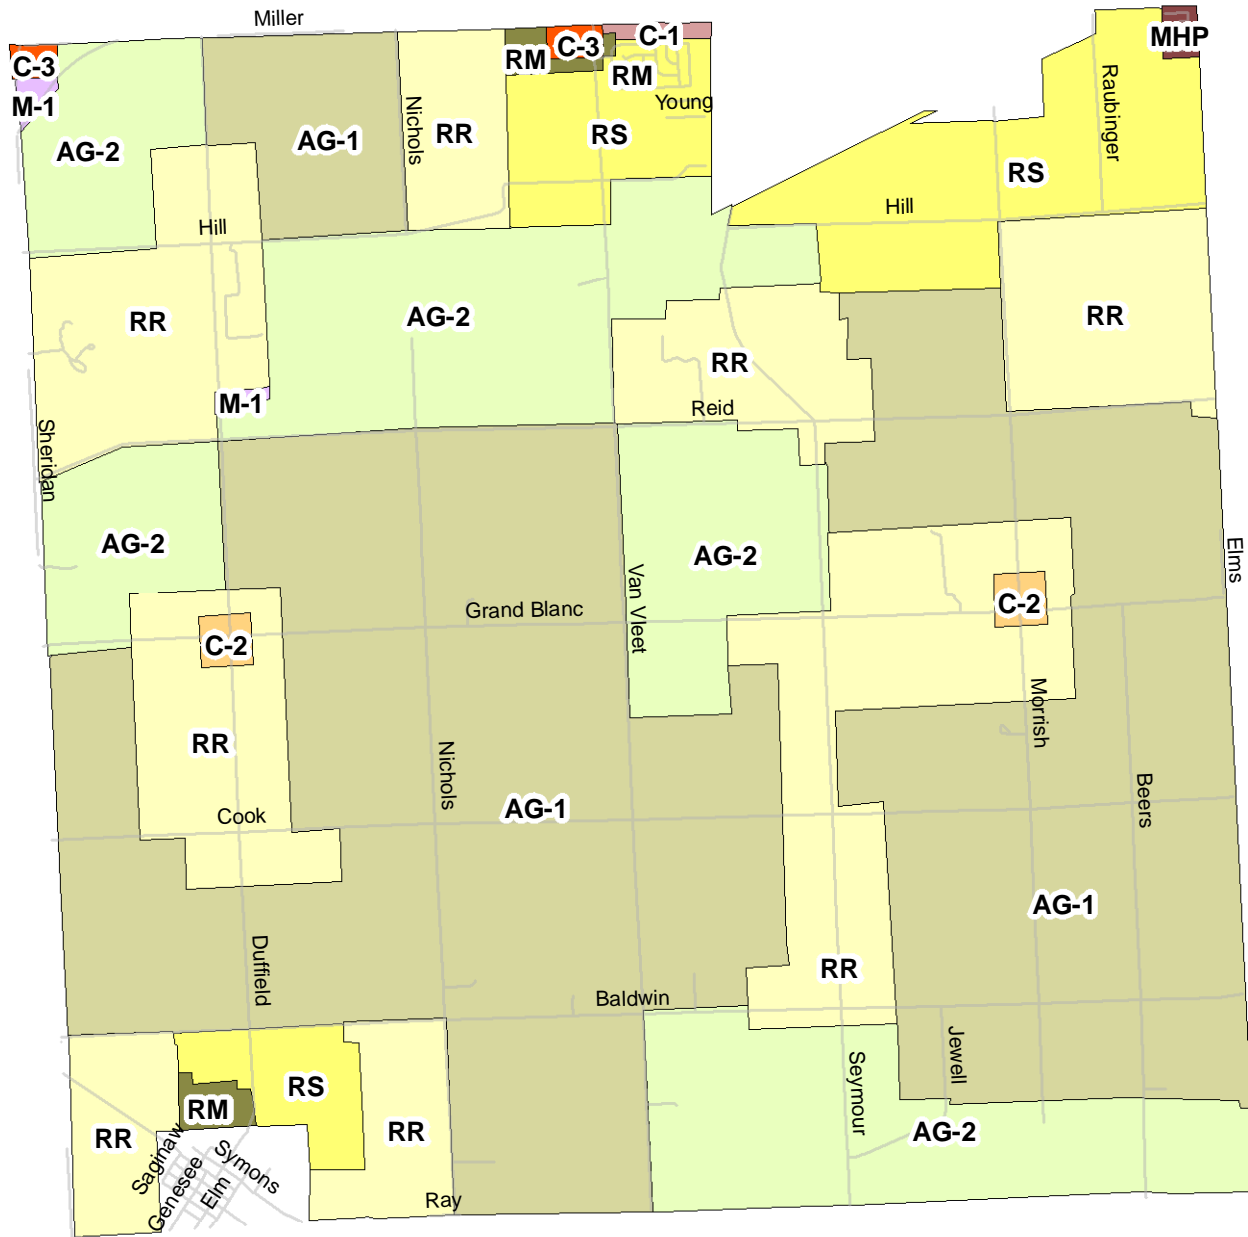 Miller
C-3
C-1
MHP
RM
C-3
RM
M-1
Young
Raubinger
Nichols
AG-2
AG-1
RR
RS
RS
Hill
Hill
RR
AG-2
RR
RR
M-1
Reid
Sheridan
AG-2
AG-2
Elms
Van Vleet
Grand Blanc
C-2
C-2
Morrish
RR
Nichols
AG-1
Beers
Cook
AG-1
Duffield
RR
Baldwin
Jewell
Seymour
RS
RM
RR
RR
AG-2
Saginaw
Symons
Genesee
Elm
Ray